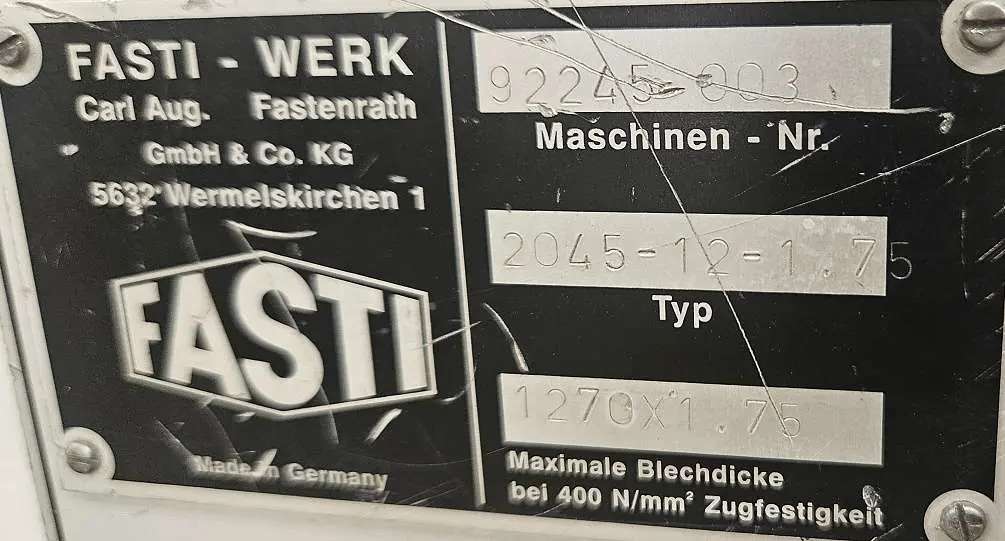 FASTI - WERK
Carl Aug. Fastenrath
GmbH & Co. KG
5632 Wermelskirchen 1
FASTI
Made in Germany
92245-003
Maschinen - Nr.
2045-12-1.75
Typ
1270X1.75
Maximale Blechdicke
bei 400 N/mm² Zugfestigkeit